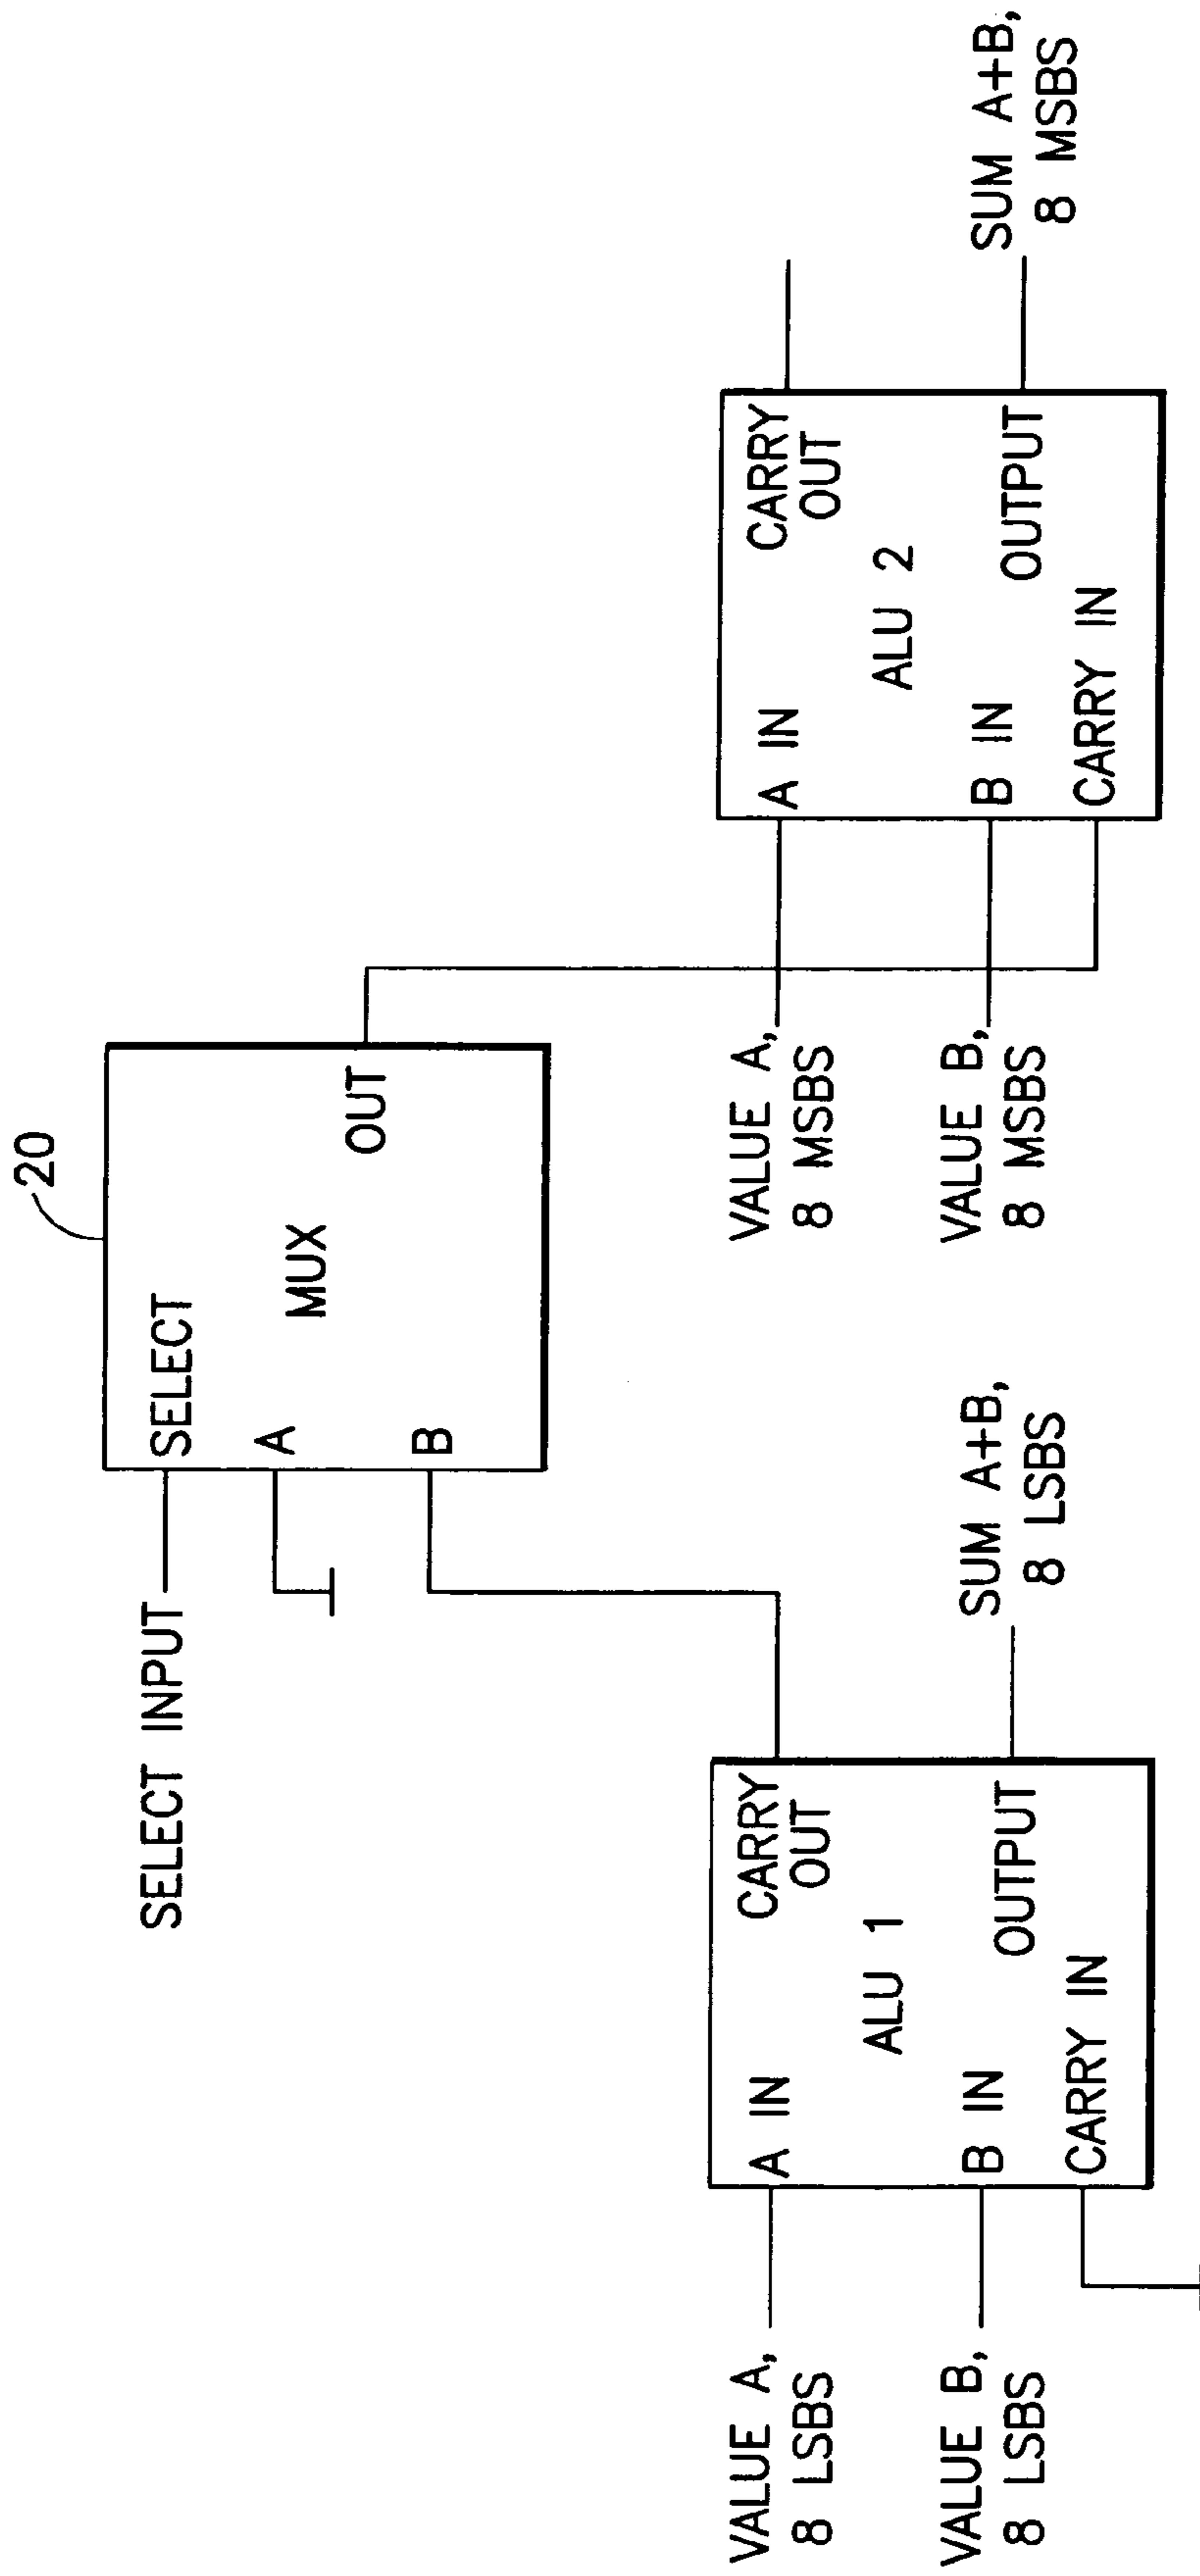 20
SELECT INPUT
SELECT
A
B
MUX
OUT
VALUE A,
8 LSBS
VALUE B,
8 LSBS
A IN
B IN
CARRY IN
ALU 1
CARRY
OUT
OUTPUT
SUM A+B,
8 LSBS
VALUE A,
8 MSBS
VALUE B,
8 MSBS
A IN
B IN
CARRY IN
ALU 2
CARRY
OUT
OUTPUT
SUM A+B,
8 MSBS